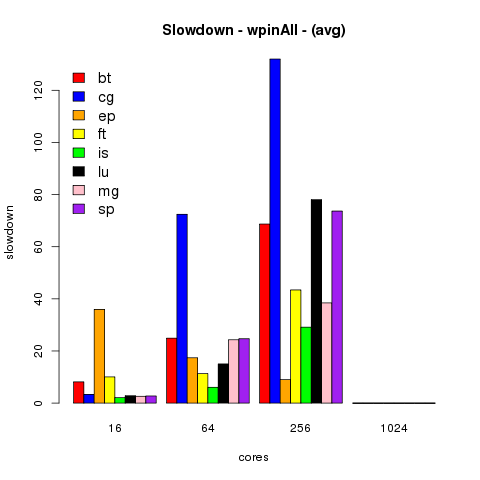 Slowdown - wpinAll - (avg)
bt
cg
ep
ft
is
lu
mg
sp
slowdown
120
100
80
60
40
20
0
16 64 256 1024
cores